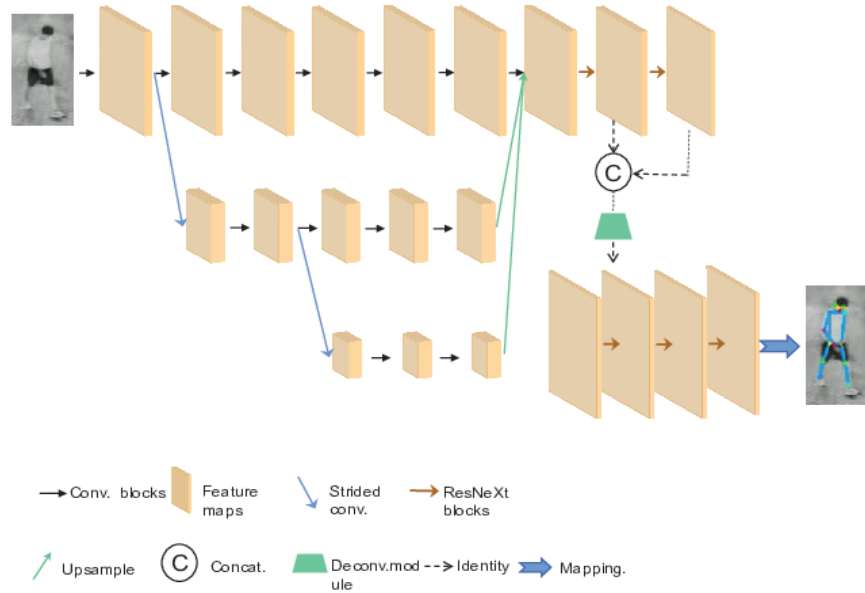 C
Conv. blocks
Feature
maps
Strided
conv.
ResNeXt
blocks
Upsample
C
Concat.
Deconv.mod
ule
Identity
Mapping.